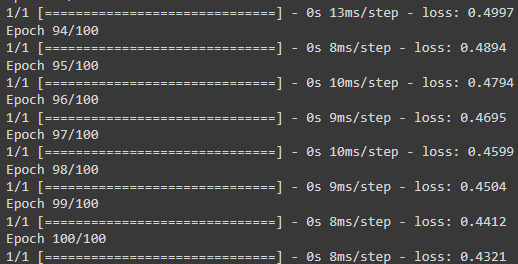 1/1 [==============================] - 0s 13ms/step - loss: 0.4997
Epoch 94/100
1/1 [==============================] - 0s 8ms/step - loss: 0.4894
Epoch 95/100
1/1 [==============================] - 0s 10ms/step - loss: 0.4794
Epoch 96/100
1/1 [==============================] - 0s 9ms/step - loss: 0.4695
Epoch 97/100
1/1 [==============================] - 0s 10ms/step - loss: 0.4599
Epoch 98/100
1/1 [==============================] - 0s 9ms/step - loss: 0.4504
Epoch 99/100
1/1 [==============================] - 0s 8ms/step - loss: 0.4412
Epoch 100/100
1/1 [==============================] - 0s 8ms/step - loss: 0.4321